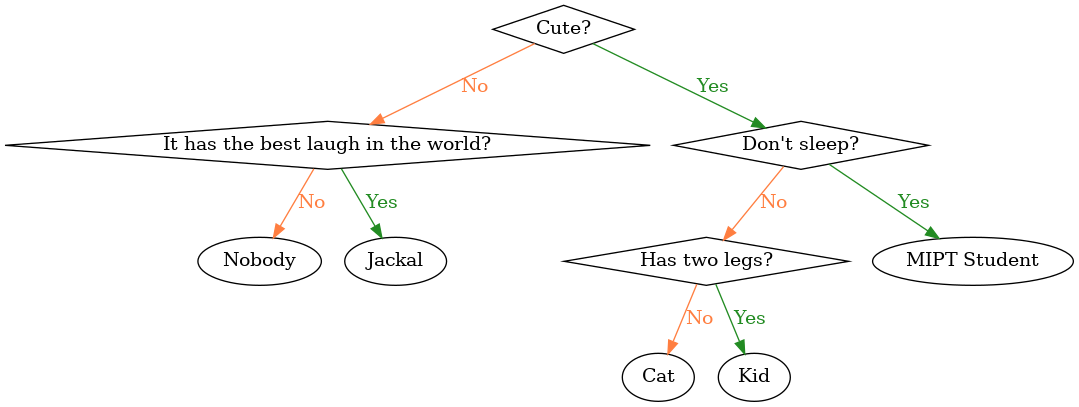 Cute?
No
Yes
It has the best laugh in the world?
Don't sleep?
No
Yes
No
Yes
Nobody
Jackal
Has two legs?
MIPT Student
No
Yes
Cat
Kid